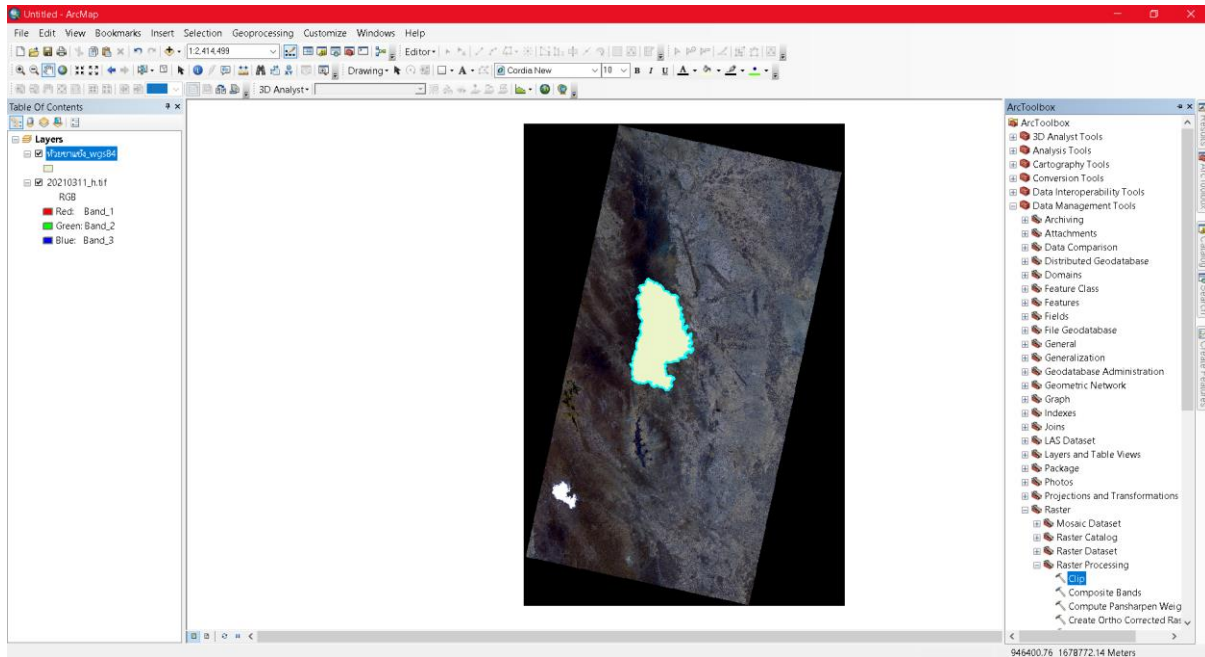 Untitled - ArcMap
File Edit View Bookmarks Insert Selection Geoprocessing Customize Windows Help
1:2,414,499 Editor
Drawing A Cordia New 10 B I U A
3D Analyst
Table Of Contents
Layers
ห้วยขาแข้ง_wgs84
20210311_h.tif
RGB
Red: Band_1
Green: Band_2
Blue: Band_3
ArcToolbox
ArcToolbox
3D Analyst Tools
Analysis Tools
Cartography Tools
Conversion Tools
Data Interoperability Tools
Data Management Tools
Archiving
Attachments
Data Comparison
Distributed Geodatabase
Domains
Feature Class
Features
Fields
File Geodatabase
General
Generalization
Geodatabase Administration
Geometric Network
Graph
Indexes
Joins
LAS Dataset
Layers and Table Views
Package
Photos
Projections and Transformations
Raster
Mosaic Dataset
Raster Catalog
Raster Dataset
Raster Processing
Clip
Composite Bands
Compute Pansharpen Weig
Create Ortho Corrected Ras
Results
ArcToolbox
Catalog
Search
Create Features
946400.76 1678772.14 Meters